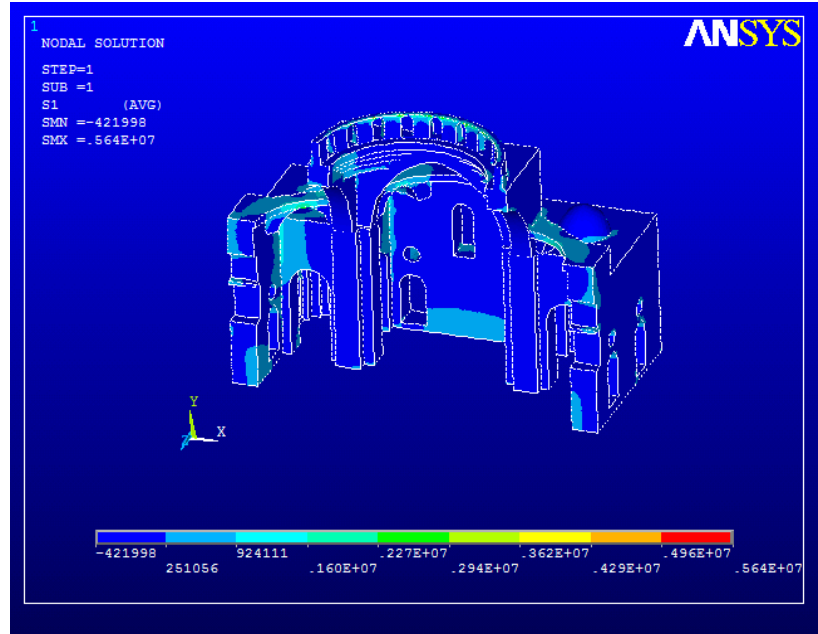 1
NODAL SOLUTION
ANSYS
STEP=1
SUB =1
S1 (AVG)
SMN =-421998
SMX =.564E+07
Y
Z X
-421998 924111 .227E+07 .362E+07 .496E+07
251056 .160E+07 .294E+07 .429E+07 .564E+07